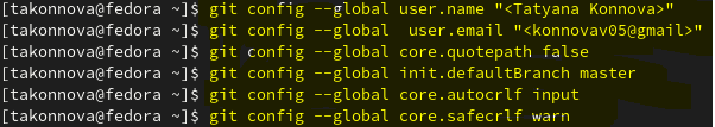 [takonnova@fedora ~]$ git config --global user.name "<Tatyana Konnova>"
[takonnova@fedora ~]$ git config --global  user.email "<konnovav05@gmail>"
[takonnova@fedora ~]$ git config --global core.quotepath false
[takonnova@fedora ~]$ git config --global init.defaultBranch master
[takonnova@fedora ~]$ git config --global core.autocrlf input
[takonnova@fedora ~]$ git config --global core.safecrlf warn